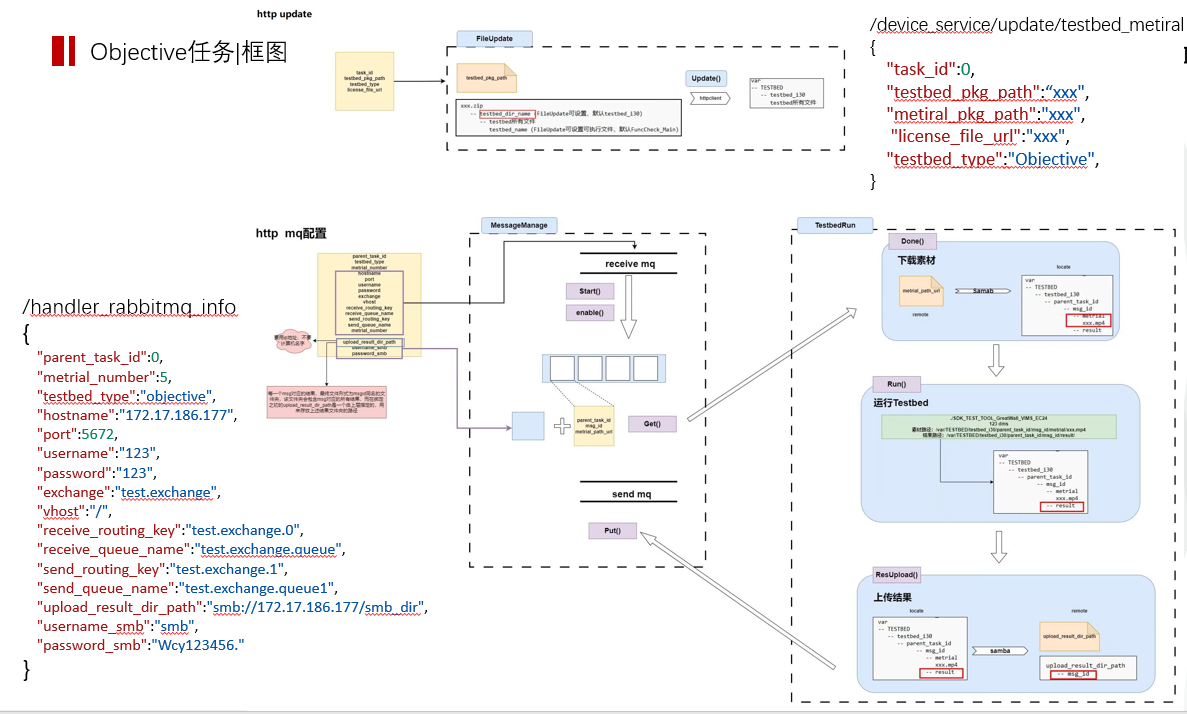 http update
Objective任务|框图
task_id
testbed_pkg_path
testbed_type
license_file_url
FileUpdate
testbed_pkg_path
xxx.zip
-- testbed_dir_name (FileUpdate可设置, 默认testbed_i30)
-- testbed所有文件
testbed_name (FileUpdate可设置可执行文件, 默认FuncCheck_Main)
Update()
httpclient
var
-- TESTBED
-- testbed_i30
testbed所有文件
/device_service/update/testbed_metiral
{
"task_id":0,
"testbed_pkg_path":“xxx",
"metiral_pkg_path":"xxx",
"license_file_url":"xxx",
"testbed_type":"Objective",
}
http mq配置
parent_task_id
testbed_type
metrial_number
hostname
port
username
password
exchange
vhost
receive_routing_key
receive_queue_name
send_routing_key
send_queue_name
metrial_number
upload_result_dir_path
username_smb
password_smb
/handler_rabbitmq_info
{
"parent_task_id":0,
"metrial_number":5,
"testbed_type":"objective",
"hostname":"172.17.186.177",
"port":5672,
"username":"123",
"password":"123",
"exchange":"test.exchange",
"vhost":"/",
"receive_routing_key":"test.exchange.0",
"receive_queue_name":"test.exchange.queue",
"send_routing_key":"test.exchange.1",
"send_queue_name":"test.exchange.queue1",
"upload_result_dir_path":"smb://172.17.186.177/smb_dir",
"username_smb":"smb",
"password_smb":"Wcy123456."
}
MessageManage
receive mq
Start()
enable()
parent_task_id
msg_id
metrial_path_url
Get()
send mq
Put()
TestbedRun
Done()
下载素材
metrial_path_url
remote
Samab
locate
var
-- TESTBED
-- testbed_i30
-- parent_task_id
-- msg_id
-- metrial
xxx.mp4
-- result
Run()
运行Testbed
./SDK_TEST_TOOL_GreatWall_VIMS_EC24
123.dms
素材路径: /var/TESTBED/testbed_i30/parent_task_id/msg_id/metrial/xxx.mp4
结果路径: /var/TESTBED/testbed_i30/parent_task_id/msg_id/result/
var
-- TESTBED
-- testbed_i30
-- parent_task_id
-- msg_id
-- metrial
xxx.mp4
-- result
ResUpload()
上传结果
locate
var
-- TESTBED
-- testbed_i30
-- parent_task_id
-- msg_id
-- metrial
xxx.mp4
-- result
samba
remote
upload_result_dir_path
upload_result_dir_path
-- msg_id